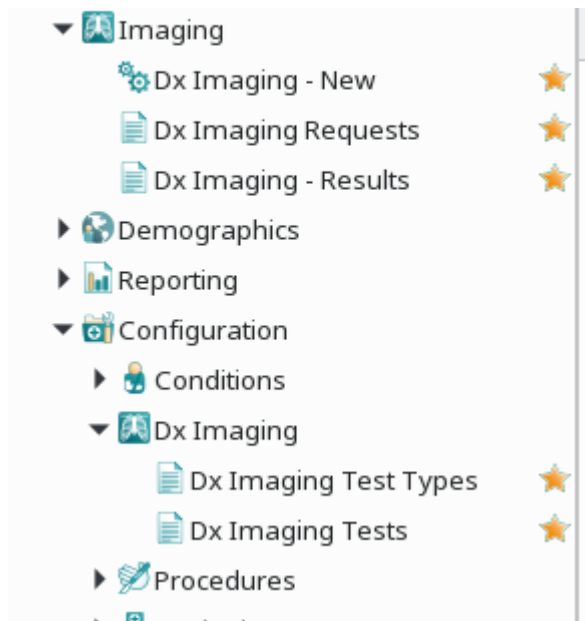 Imaging
Dx Imaging - New
Dx Imaging Requests
Dx Imaging - Results
Demographics
Reporting
Configuration
Conditions
Dx Imaging
Dx Imaging Test Types
Dx Imaging Tests
Procedures